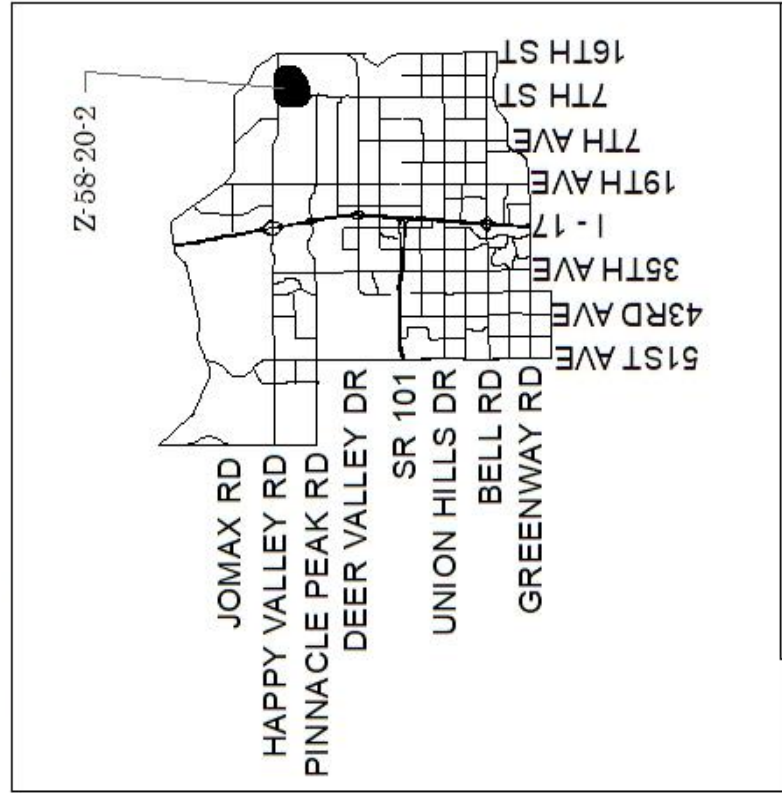 Z-58-20-2
16TH ST
7TH ST
7TH AVE
19TH AVE
I - 17
35TH AVE
43RD AVE
51ST AVE
JOMAX RD
HAPPY VALLEY RD
PINNACLE PEAK RD
DEER VALLEY DR
SR 101
UNION HILLS DR
BELL RD
GREENWAY RD